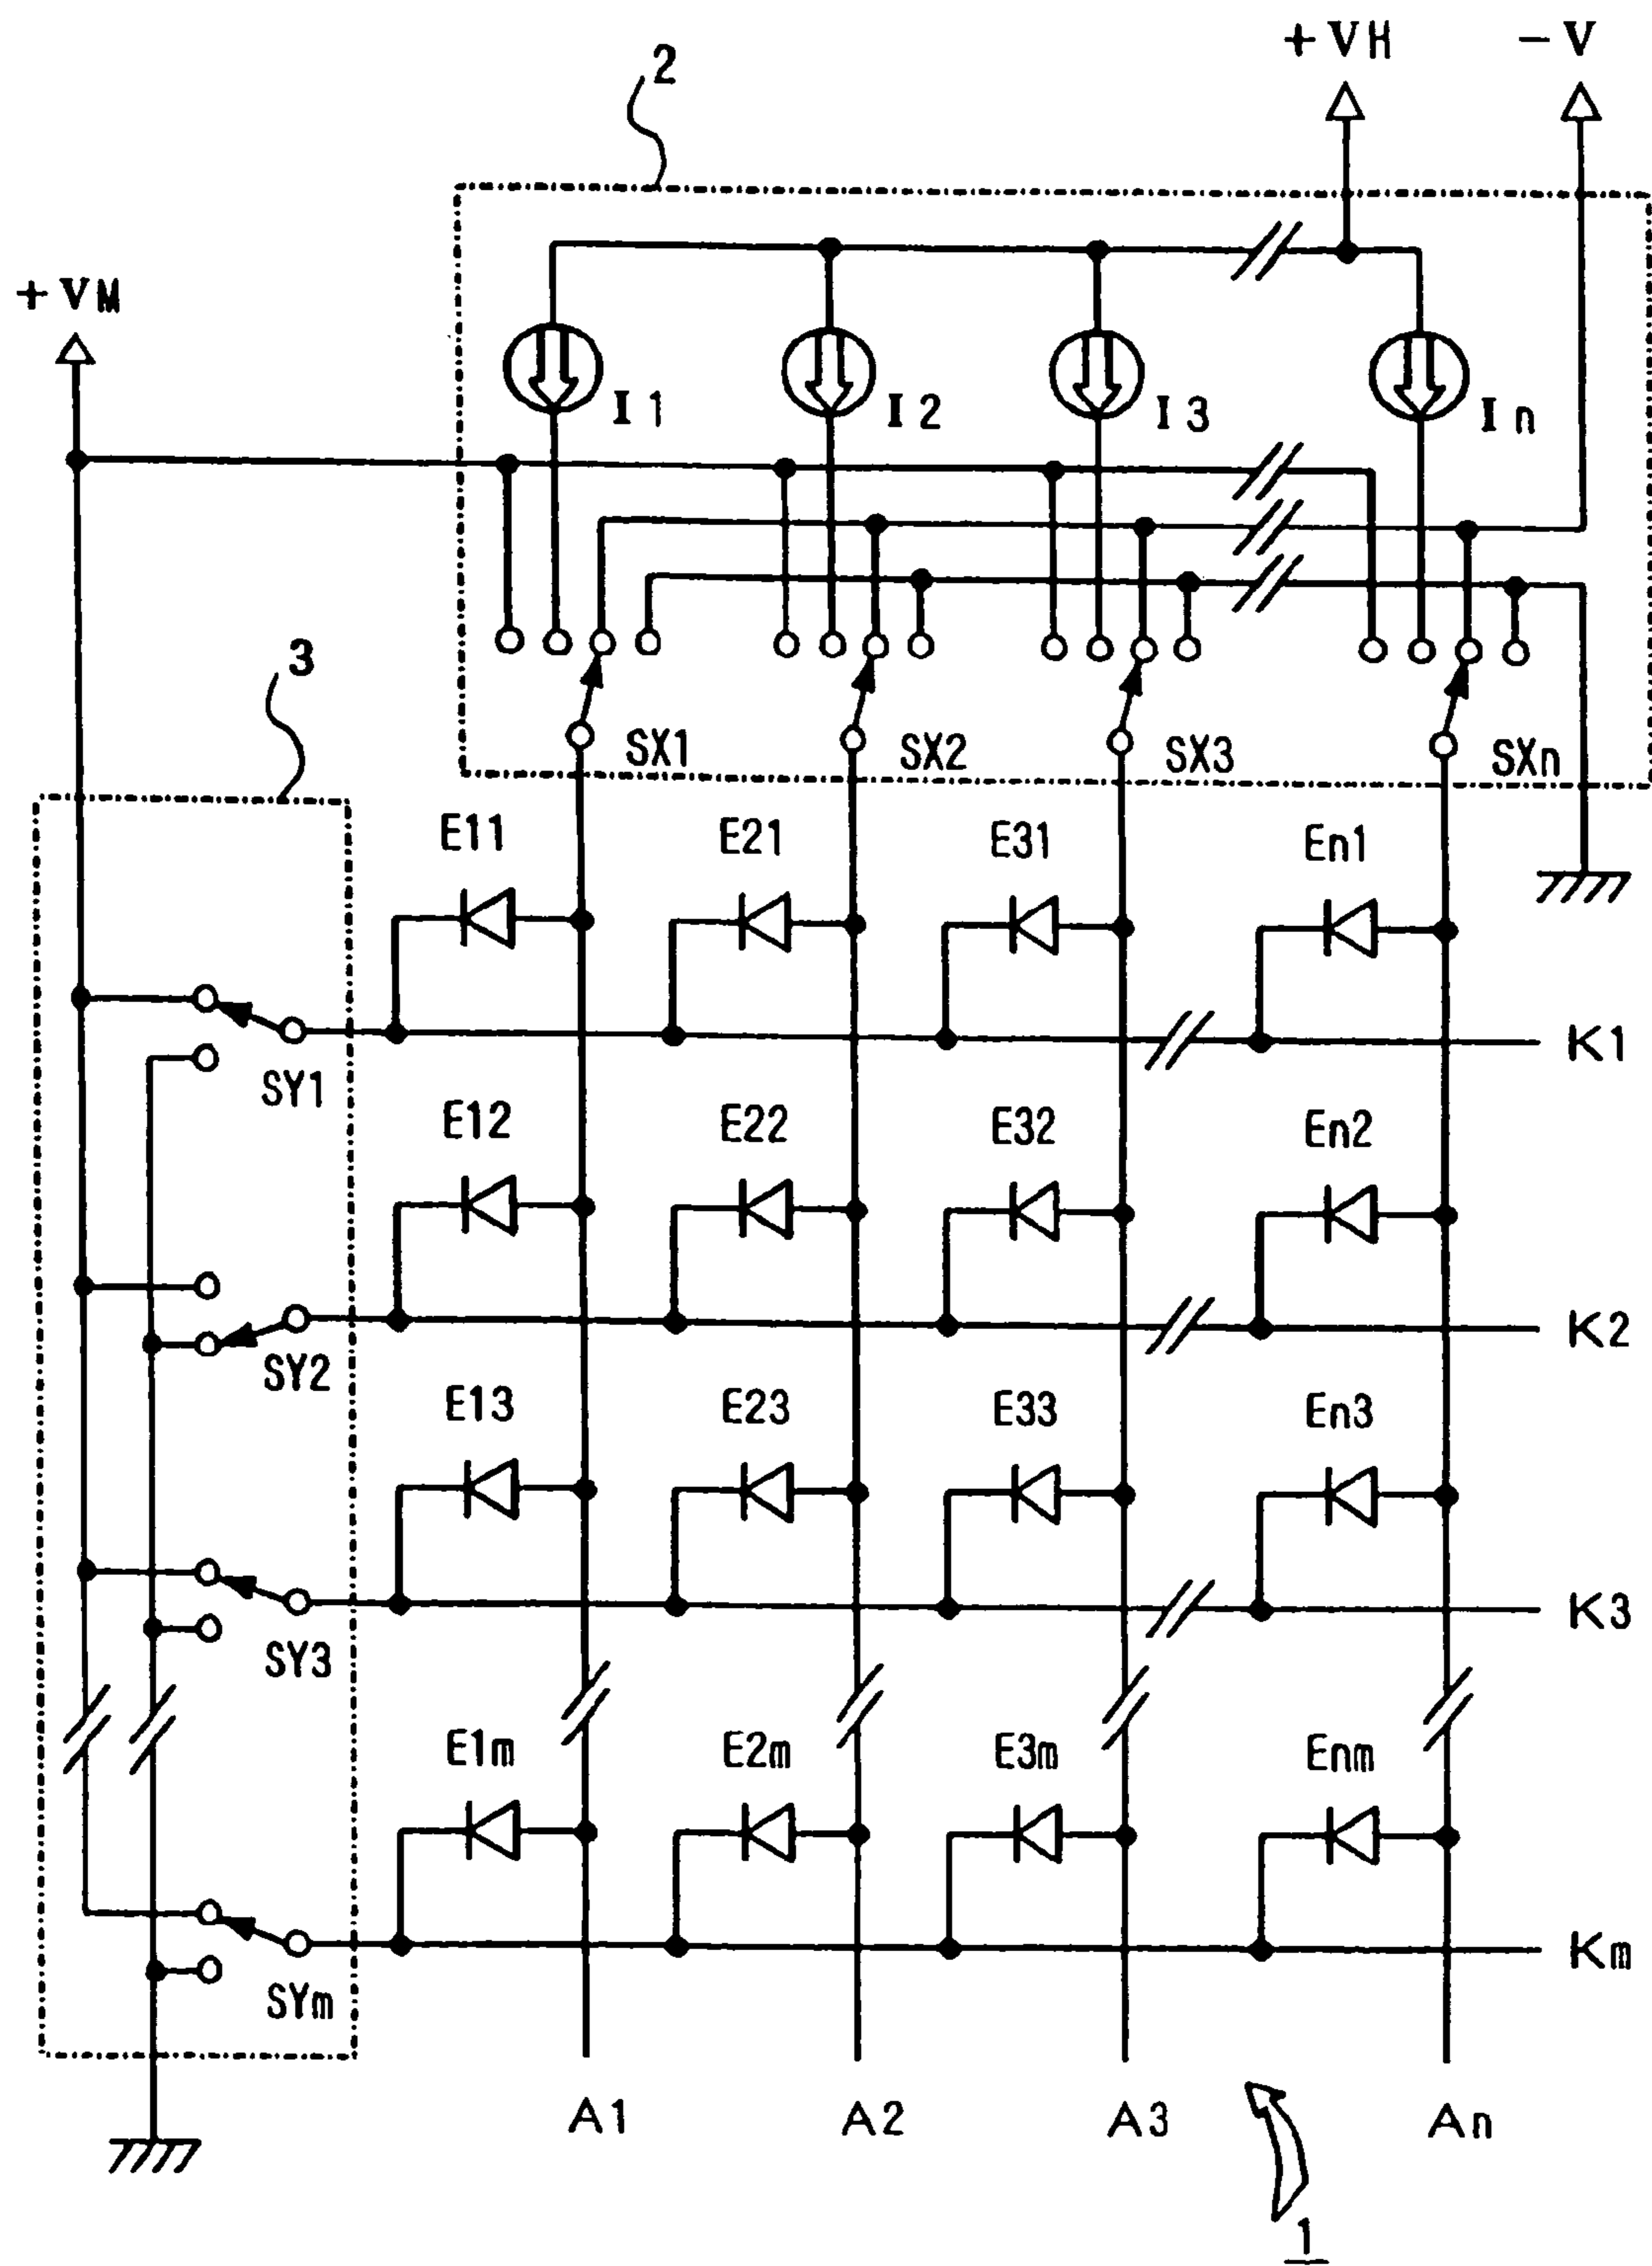 +VH -V
2
+VM
I1 I2 I3 In
3
SX1 SX2 SX3 SXn
E11 E21 E31 En1
K1
SY1
E12 E22 E32 En2
K2
SY2
E13 E23 E33 En3
K3
SY3
E1m E2m E3m Enm
Km
SYm
A1 A2 A3 An
1